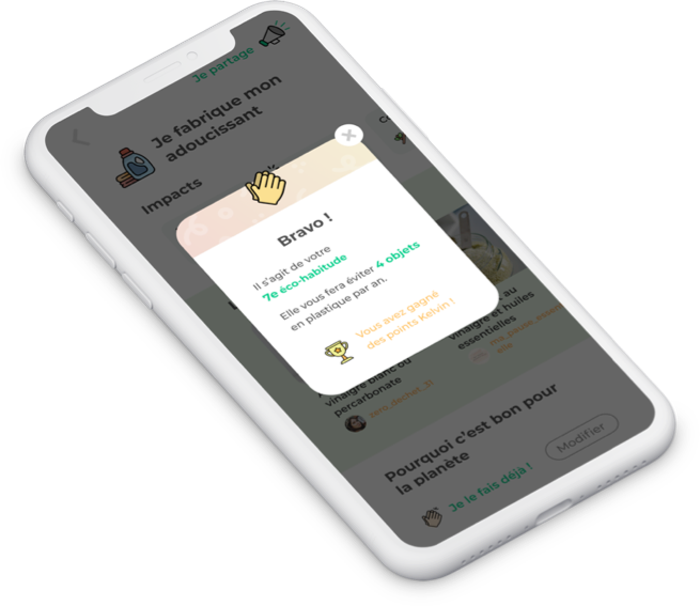 Je partage
Je fabrique mon
adoucissant
Impacts
Bravo !
Il s'agit de votre
7e éco-habitude
Elle vous fera éviter 4 objets
en plastique par an.
Vous avez gagné
des points Kelvin !
au
vinaigre et huiles
essentielles
vinaigre blanc ou
percarbonate
Pourquoi c'est bon pour
la planète
Modifier
Je le fais déjà !